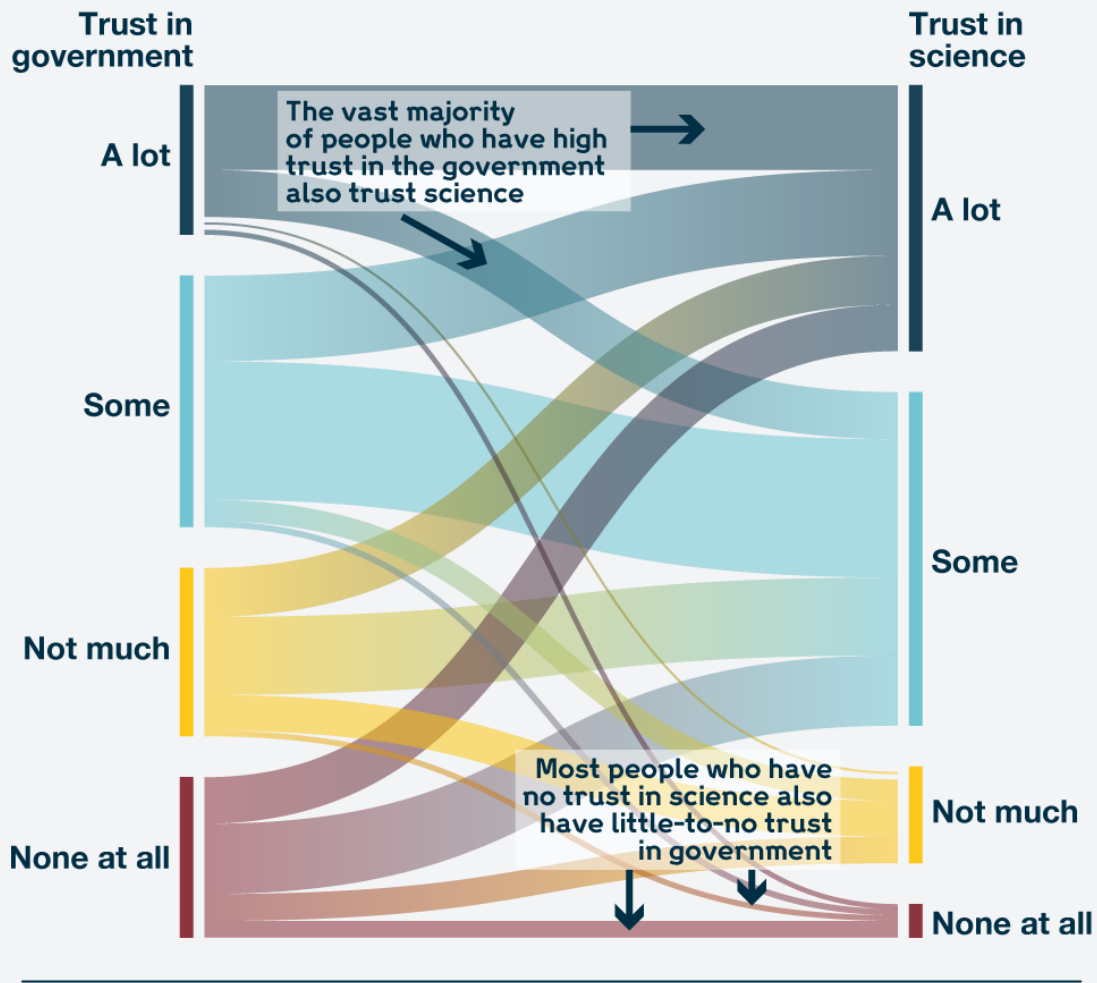 Trust in
government
Trust in
science
The vast majority
of people who have high
trust in the government
also trust science
A lot
A lot
Some
Some
Not much
Most people who have
no trust in science also
have little-to-no trust
in government
Not much
None at all
None at all